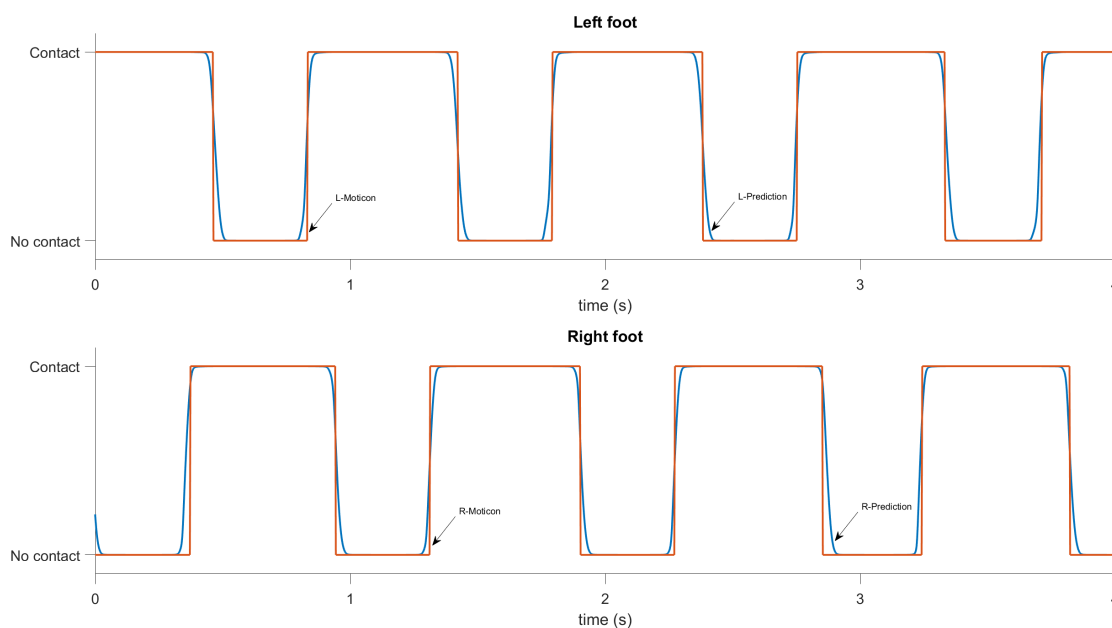 Left foot
Contact
L-Moticon
L-Prediction
No contact
0 1 2 3
time (s)
Right foot
Contact
R-Moticon
R-Prediction
No contact
0 1 2 3
time (s)